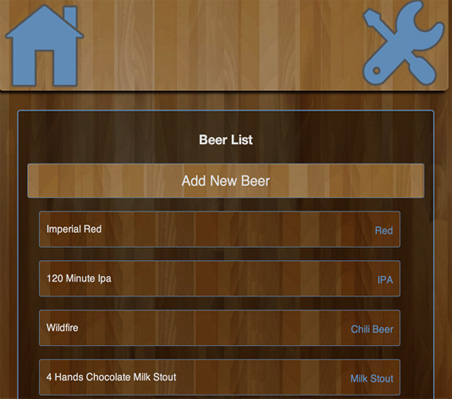 Beer List
Add New Beer
Imperial Red Red
120 Minute Ipa IPA
Wildfire Chili Beer
4 Hands Chocolate Milk Stout Milk Stout